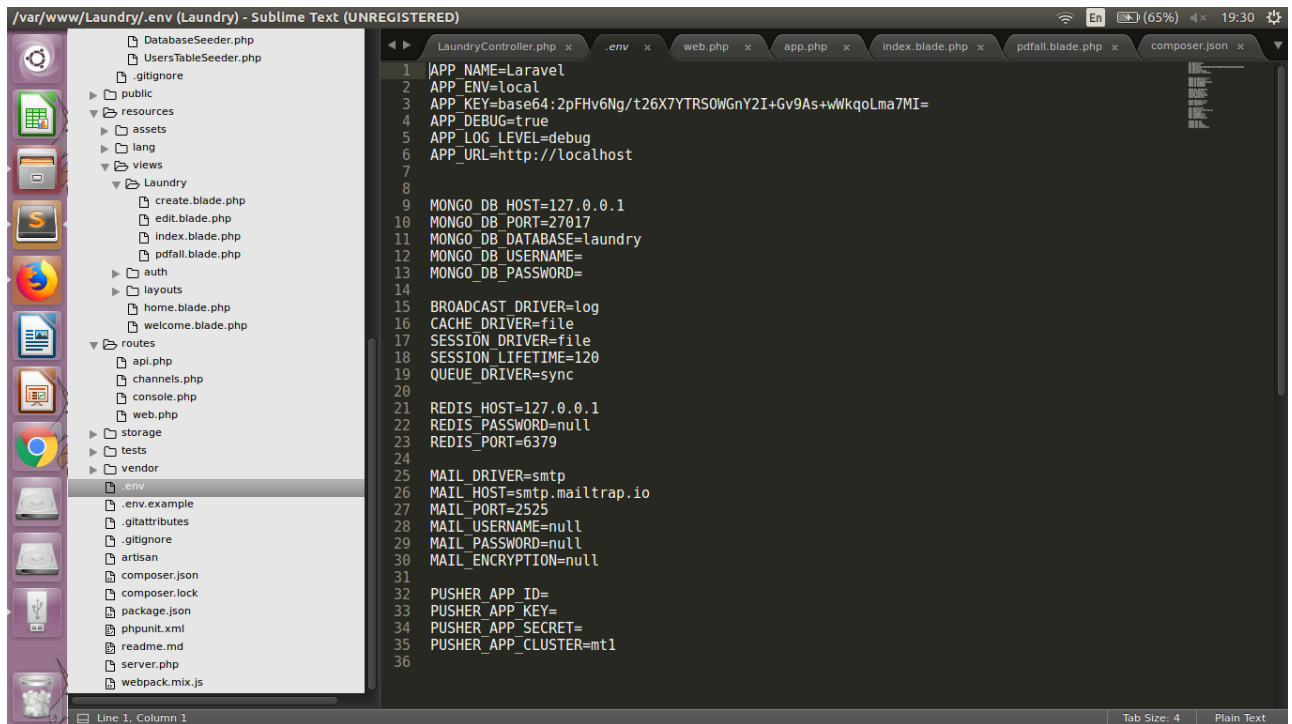 /var/www/Laundry/.env (Laundry) - Sublime Text (UNREGISTERED)
En (65%) 19:30
DatabaseSeeder.php
UsersTableSeeder.php
.gitignore
public
resources
assets
lang
views
Laundry
create.blade.php
edit.blade.php
index.blade.php
pdfall.blade.php
auth
layouts
home.blade.php
welcome.blade.php
routes
api.php
channels.php
console.php
web.php
storage
tests
vendor
.env
.env.example
.gitattributes
.gitignore
artisan
composer.json
composer.lock
package.json
phpunit.xml
readme.md
server.php
webpack.mix.js
LaundryController.php x .env x web.php x app.php x index.blade.php x pdfall.blade.php x composer.json x
1 APP_NAME=Laravel
2 APP_ENV=local
3 APP_KEY=base64:2pFHv6Ng/t26X7YTRSOWGnY2I+Gv9As+wWkqoLma7MI=
4 APP_DEBUG=true
5 APP_LOG_LEVEL=debug
6 APP_URL=http://localhost
7
8
9 MONGO_DB_HOST=127.0.0.1
10 MONGO_DB_PORT=27017
11 MONGO_DB_DATABASE=laundry
12 MONGO_DB_USERNAME=
13 MONGO_DB_PASSWORD=
14
15 BROADCAST_DRIVER=log
16 CACHE_DRIVER=file
17 SESSION_DRIVER=file
18 SESSION_LIFETIME=120
19 QUEUE_DRIVER=sync
20
21 REDIS_HOST=127.0.0.1
22 REDIS_PASSWORD=null
23 REDIS_PORT=6379
24
25 MAIL_DRIVER=smtp
26 MAIL_HOST=smtp.mailtrap.io
27 MAIL_PORT=2525
28 MAIL_USERNAME=null
29 MAIL_PASSWORD=null
30 MAIL_ENCRYPTION=null
31
32 PUSHER_APP_ID=
33 PUSHER_APP_KEY=
34 PUSHER_APP_SECRET=
35 PUSHER_APP_CLUSTER=mt1
36
Line 1, Column 1
Tab Size: 4 Plain Text